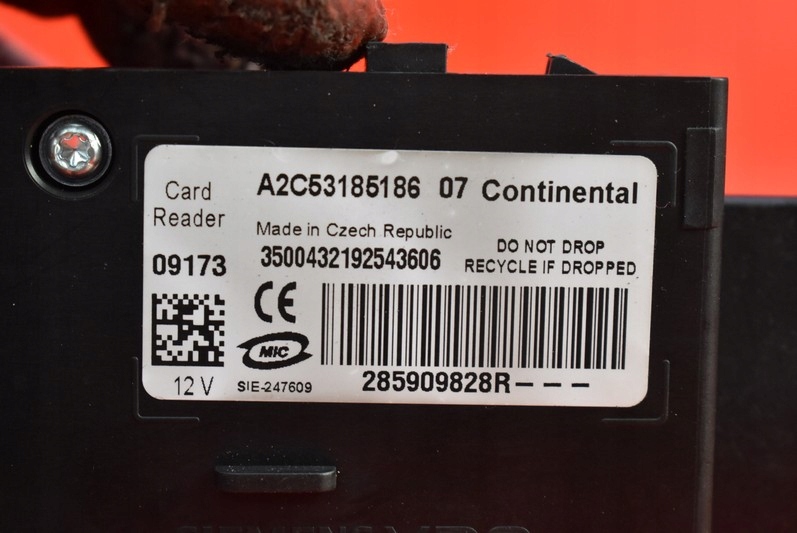 Card
Reader
A2C53185186 07 Continental
Made in Czech Republic
09173
3500432192543606
DO NOT DROP
RECYCLE IF DROPPED
CE
MIC
12 V
SIE-247609
285909828R---